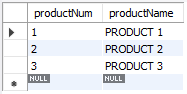 productNum productName
1 PRODUCT 1
2 PRODUCT 2
3 PRODUCT 3
NULL NULL